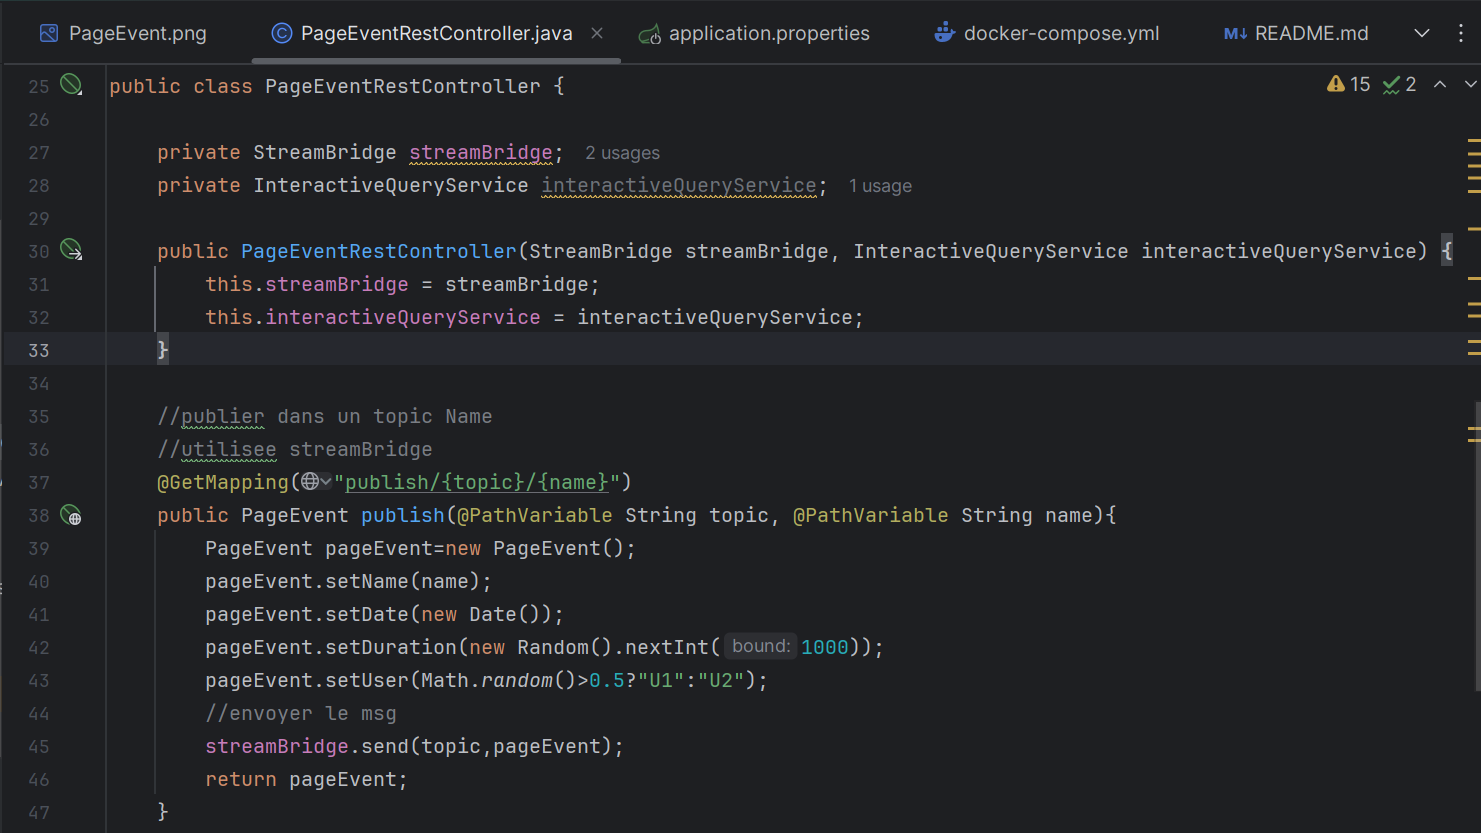 PageEvent.png PageEventRestController.java application.properties docker-compose.yml M↓ README.md
25 public class PageEventRestController { 15 2
26
27 private StreamBridge streamBridge; 2 usages
28 private InteractiveQueryService interactiveQueryService; 1 usage
29
30 public PageEventRestController(StreamBridge streamBridge, InteractiveQueryService interactiveQueryService) {
31 this.streamBridge = streamBridge;
32 this.interactiveQueryService = interactiveQueryService;
33 }
34
35 //publier dans un topic Name
36 //utilisee streamBridge
37 @GetMapping("publish/{topic}/{name}")
38 public PageEvent publish(@PathVariable String topic, @PathVariable String name){
39 PageEvent pageEvent=new PageEvent();
40 pageEvent.setName(name);
41 pageEvent.setDate(new Date());
42 pageEvent.setDuration(new Random().nextInt( bound: 1000));
43 pageEvent.setUser(Math.random()>0.5?"U1":"U2");
44 //envoyer le msg
45 streamBridge.send(topic,pageEvent);
46 return pageEvent;
47 }